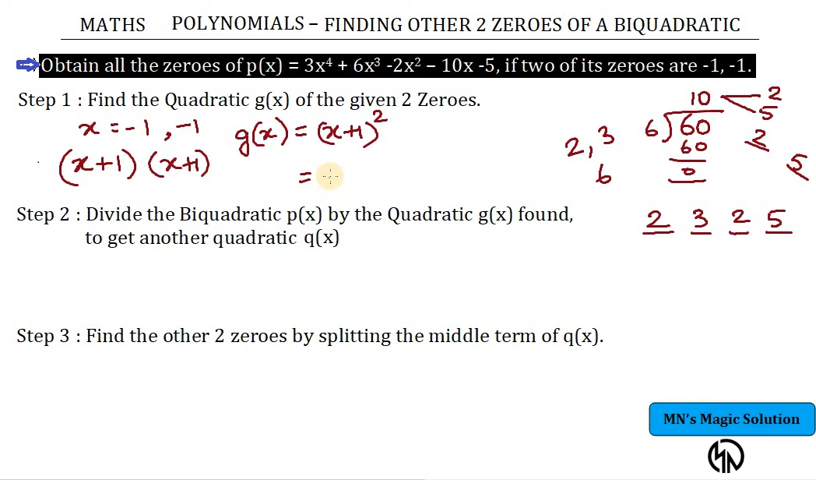 MATHS POLYNOMIALS – FINDING OTHER 2 ZEROES OF A BIQUADRATIC
Obtain all the zeroes of p(x) = 3x⁴ + 6x³ -2x² – 10x -5, if two of its zeroes are -1, -1.
Step 1 : Find the Quadratic g(x) of the given 2 Zeroes.
x = -1 , -1
g(x) = (x+1)²
(x+1) (x+1)
=
10 2
5
2, 3 6)60 2
6 60 5
0
2 3 2 5
Step 2 : Divide the Biquadratic p(x) by the Quadratic g(x) found,
to get another quadratic q(x)
Step 3 : Find the other 2 zeroes by splitting the middle term of q(x).
MN's Magic Solution
MN